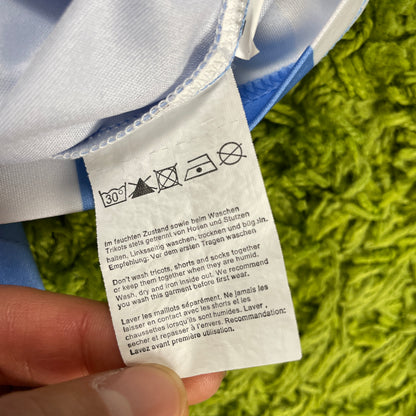 30°
Im feuchten Zustand sowie beim Waschen
Trikots stets getrennt von Hosen und Stutzen
halten. Linksseitig waschen, trocknen und bügeln.
Empfehlung: Vor dem ersten Tragen waschen
Don't wash tricots, shorts and socks together
or keep them together when they are humid.
Wash, dry and iron inside out. We recommend
you wash this garment before first wear.
Laver les maillots séparément. Ne pas les
laisser en contact avec les shorts et les
chaussettes lorsqu'ils sont humides. Laver,
sécher et repasser à l'envers. Recommandation:
Lavez avant première utilisation.